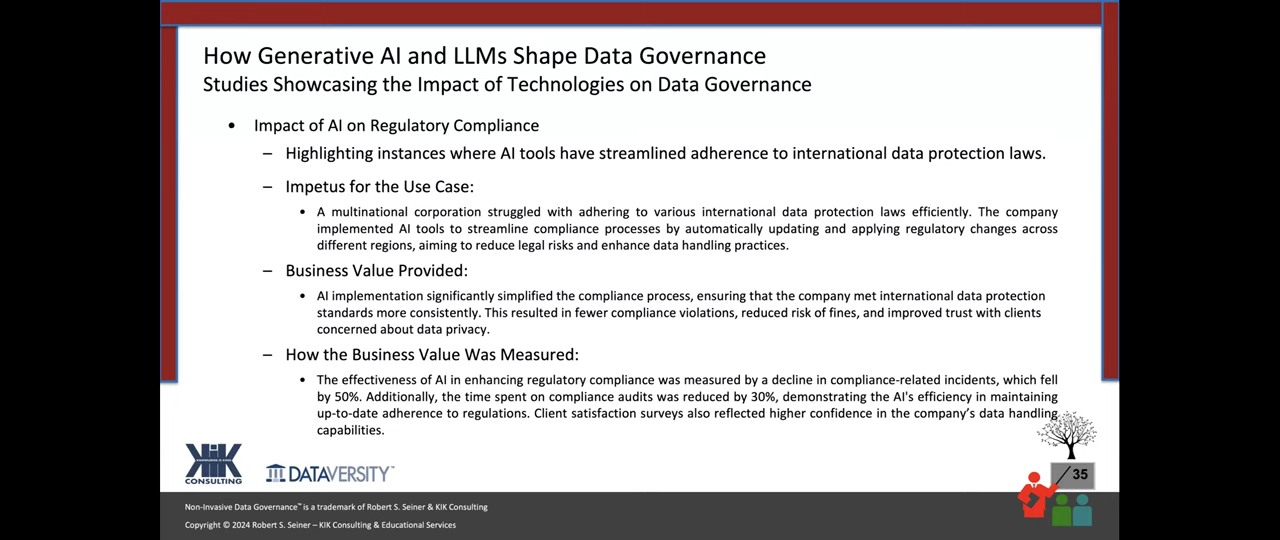 How Generative AI and LLMs Shape Data Governance
Studies Showcasing the Impact of Technologies on Data Governance
• Impact of AI on Regulatory Compliance
– Highlighting instances where AI tools have streamlined adherence to international data protection laws.
– Impetus for the Use Case:
• A multinational corporation struggled with adhering to various international data protection laws efficiently. The company
implemented AI tools to streamline compliance processes by automatically updating and applying regulatory changes across
different regions, aiming to reduce legal risks and enhance data handling practices.
– Business Value Provided:
• AI implementation significantly simplified the compliance process, ensuring that the company met international data protection
standards more consistently. This resulted in fewer compliance violations, reduced risk of fines, and improved trust with clients
concerned about data privacy.
– How the Business Value Was Measured:
• The effectiveness of AI in enhancing regulatory compliance was measured by a decline in compliance-related incidents, which fell
by 50%. Additionally, the time spent on compliance audits was reduced by 30%, demonstrating the AI's efficiency in maintaining
up-to-date adherence to regulations. Client satisfaction surveys also reflected higher confidence in the company’s data handling
capabilities.
KIK
CONSULTING
DATAVERSITY™
35
Non-Invasive Data Governance™ is a trademark of Robert S. Seiner & KIK Consulting
Copyright © 2024 Robert S. Seiner – KIK Consulting & Educational Services